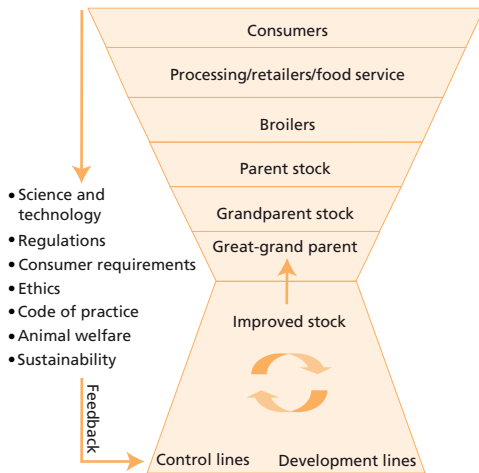 Consumers
Processing/retailers/food service
Broilers
Parent stock
Grandparent stock
Great-grand parent
Improved stock
Control lines
Development lines
• Science and
technology
• Regulations
• Consumer requirements
• Ethics
• Code of practice
• Animal welfare
• Sustainability
Feedback